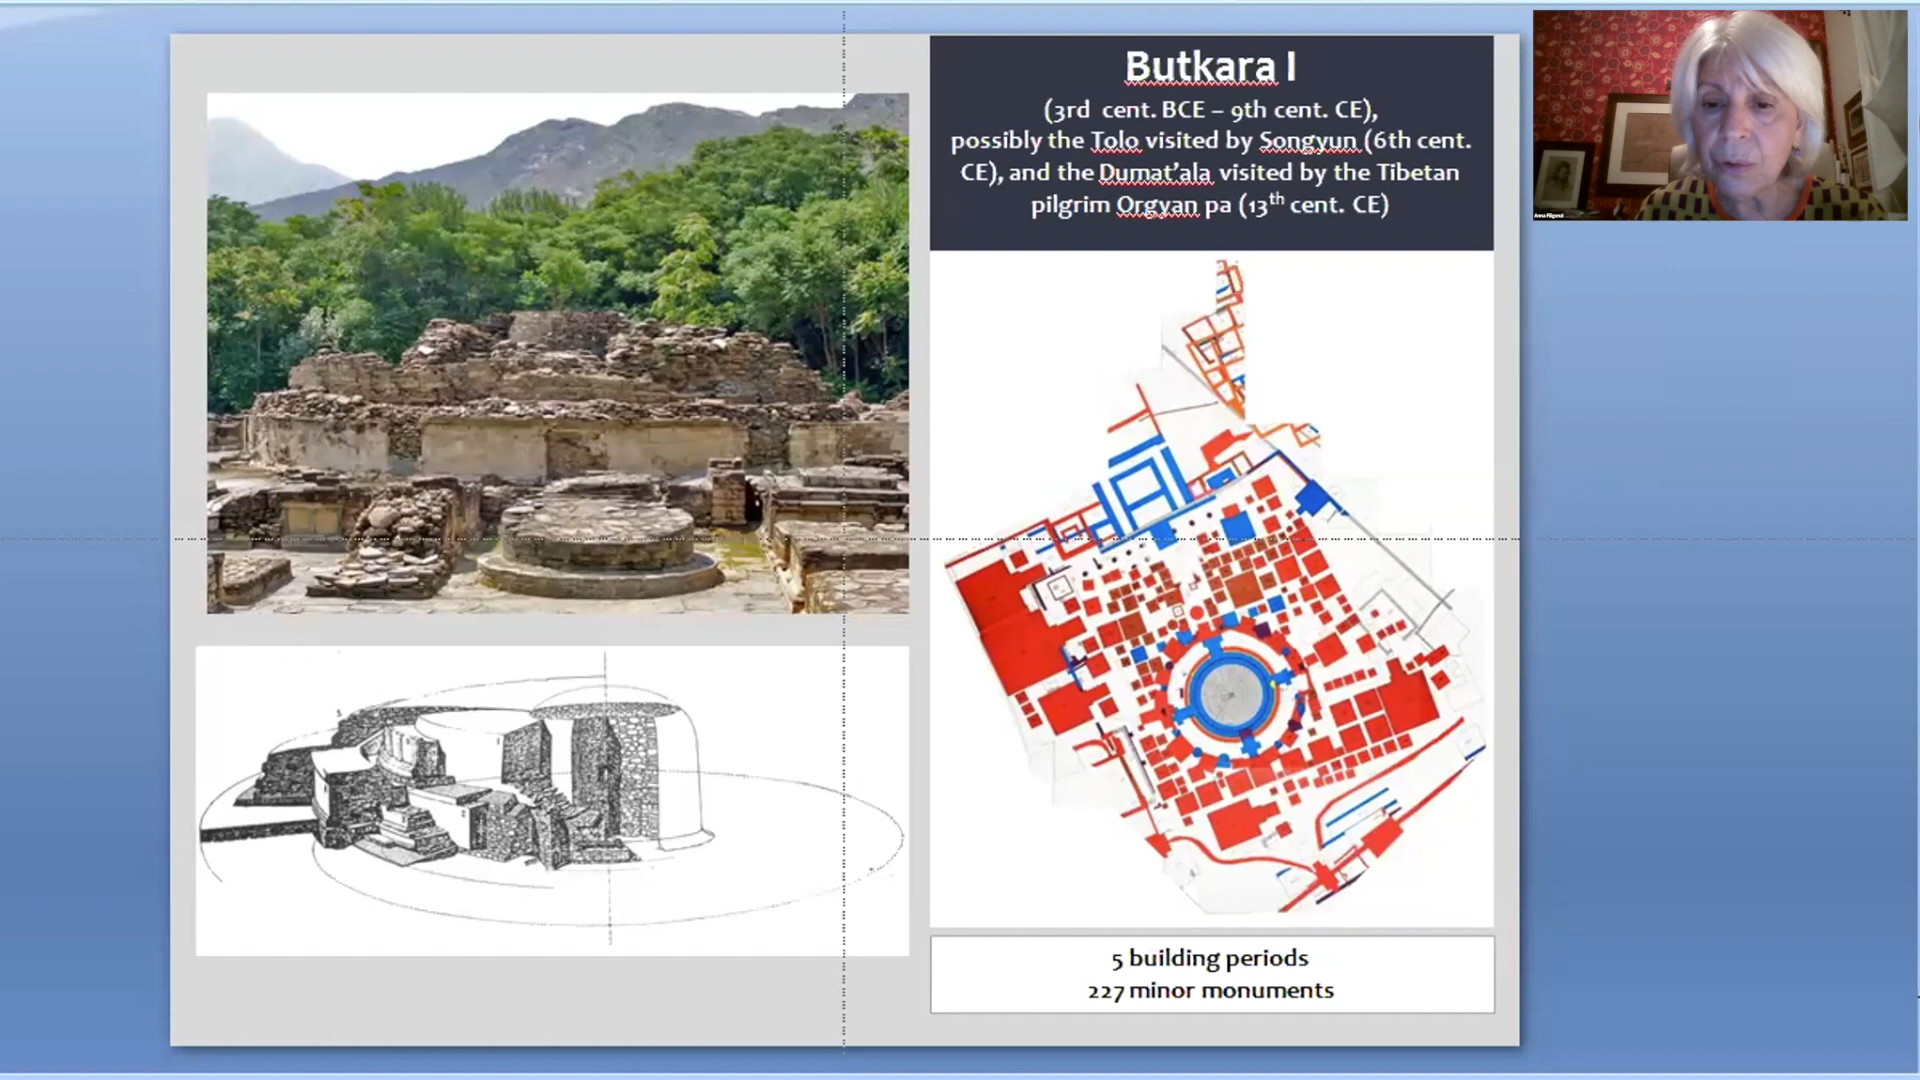 Butkara I
(3rd cent. BCE – 9th cent. CE),
possibly the Tolo visited by Songyun (6th cent.
CE), and the Dumat'ala visited by the Tibetan
pilgrim Orgyan pa (13th cent. CE)
5 building periods
227 minor monuments